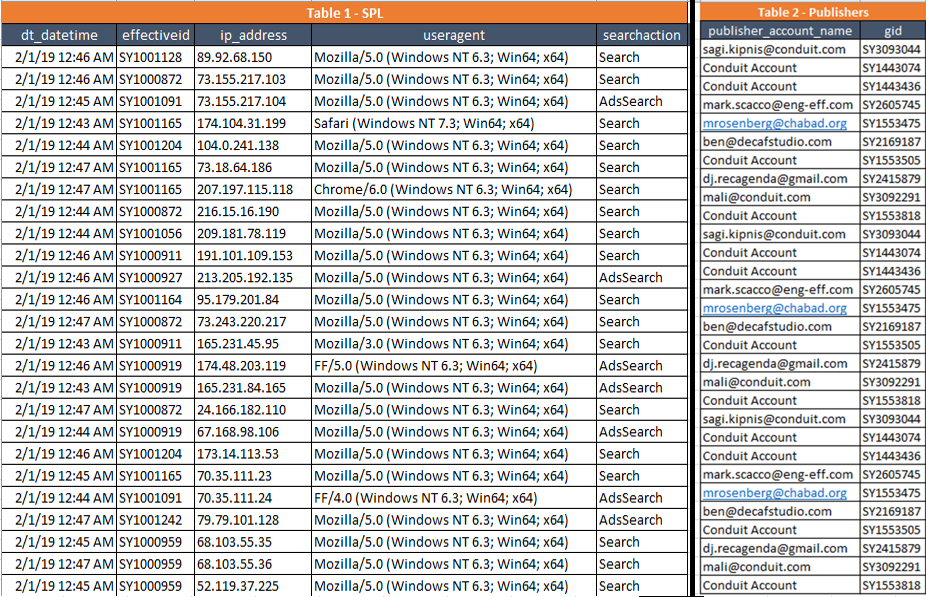 Table 1 - SPL
dt_datetime effectiveid ip_address useragent searchaction
2/1/19 12:46 AM SY1001128 89.92.68.150 Mozilla/5.0 (Windows NT 6.3; Win64; x64) Search
2/1/19 12:46 AM SY1000872 73.155.217.103 Mozilla/5.0 (Windows NT 6.3; Win64; x64) Search
2/1/19 12:45 AM SY1001091 73.155.217.104 Mozilla/5.0 (Windows NT 6.3; Win64; x64) AdsSearch
2/1/19 12:43 AM SY1001165 174.104.31.199 Safari (Windows NT 7.3; Win64; x64) Search
2/1/19 12:44 AM SY1001204 104.0.241.138 Mozilla/5.0 (Windows NT 6.3; Win64; x64) Search
2/1/19 12:47 AM SY1001165 73.18.64.186 Mozilla/5.0 (Windows NT 6.3; Win64; x64) Search
2/1/19 12:47 AM SY1001165 207.197.115.118 Chrome/6.0 (Windows NT 6.3; Win64; x64) Search
2/1/19 12:44 AM SY1000872 216.15.16.190 Mozilla/5.0 (Windows NT 6.3; Win64; x64) Search
2/1/19 12:44 AM SY1001056 209.181.78.119 Mozilla/5.0 (Windows NT 6.3; Win64; x64) Search
2/1/19 12:46 AM SY1000911 191.101.109.153 Mozilla/5.0 (Windows NT 6.3; Win64; x64) Search
2/1/19 12:46 AM SY1000927 213.205.192.135 Mozilla/5.0 (Windows NT 6.3; Win64; x64) AdsSearch
2/1/19 12:46 AM SY1001164 95.179.201.84 Mozilla/5.0 (Windows NT 6.3; Win64; x64) Search
2/1/19 12:47 AM SY1000872 73.243.220.217 Mozilla/5.0 (Windows NT 6.3; Win64; x64) Search
2/1/19 12:43 AM SY1000911 165.231.45.95 Mozilla/3.0 (Windows NT 6.3; Win64; x64) Search
2/1/19 12:46 AM SY1000919 174.48.203.119 FF/5.0 (Windows NT 6.3; Win64; x64) AdsSearch
2/1/19 12:43 AM SY1000919 165.231.84.165 Mozilla/5.0 (Windows NT 6.3; Win64; x64) AdsSearch
2/1/19 12:47 AM SY1000872 24.166.182.110 Mozilla/5.0 (Windows NT 6.3; Win64; x64) Search
2/1/19 12:44 AM SY1000919 67.168.98.106 Mozilla/5.0 (Windows NT 6.3; Win64; x64) AdsSearch
2/1/19 12:46 AM SY1001204 173.14.113.53 Mozilla/5.0 (Windows NT 6.3; Win64; x64) Search
2/1/19 12:45 AM SY1001165 70.35.111.23 Mozilla/5.0 (Windows NT 6.3; Win64; x64) Search
2/1/19 12:44 AM SY1001091 70.35.111.24 FF/4.0 (Windows NT 6.3; Win64; x64) AdsSearch
2/1/19 12:47 AM SY1001242 79.79.101.128 Mozilla/5.0 (Windows NT 6.3; Win64; x64) AdsSearch
2/1/19 12:45 AM SY1000959 68.103.55.35 Mozilla/5.0 (Windows NT 6.3; Win64; x64) Search
2/1/19 12:47 AM SY1000959 68.103.55.36 Mozilla/5.0 (Windows NT 6.3; Win64; x64) Search
2/1/19 12:45 AM SY1000959 52.119.37.225 Mozilla/5.0 (Windows NT 6.3; Win64; x64) Search
Table 2 - Publishers
publisher_account_name gid
sagi.kipnis@conduit.com SY3093044
Conduit Account SY1443074
Conduit Account SY1443436
mark.scacco@eng-eff.com SY2605745
mrosenberg@chabad.org SY1553475
ben@decafstudio.com SY2169187
Conduit Account SY1553505
dj.recagenda@gmail.com SY2415879
mali@conduit.com SY3092291
Conduit Account SY1553818
sagi.kipnis@conduit.com SY3093044
Conduit Account SY1443074
Conduit Account SY1443436
mark.scacco@eng-eff.com SY2605745
mrosenberg@chabad.org SY1553475
ben@decafstudio.com SY2169187
Conduit Account SY1553505
dj.recagenda@gmail.com SY2415879
mali@conduit.com SY3092291
Conduit Account SY1553818
sagi.kipnis@conduit.com SY3093044
Conduit Account SY1443074
Conduit Account SY1443436
mark.scacco@eng-eff.com SY2605745
mrosenberg@chabad.org SY1553475
ben@decafstudio.com SY2169187
Conduit Account SY1553505
dj.recagenda@gmail.com SY2415879
mali@conduit.com SY3092291
Conduit Account SY1553818